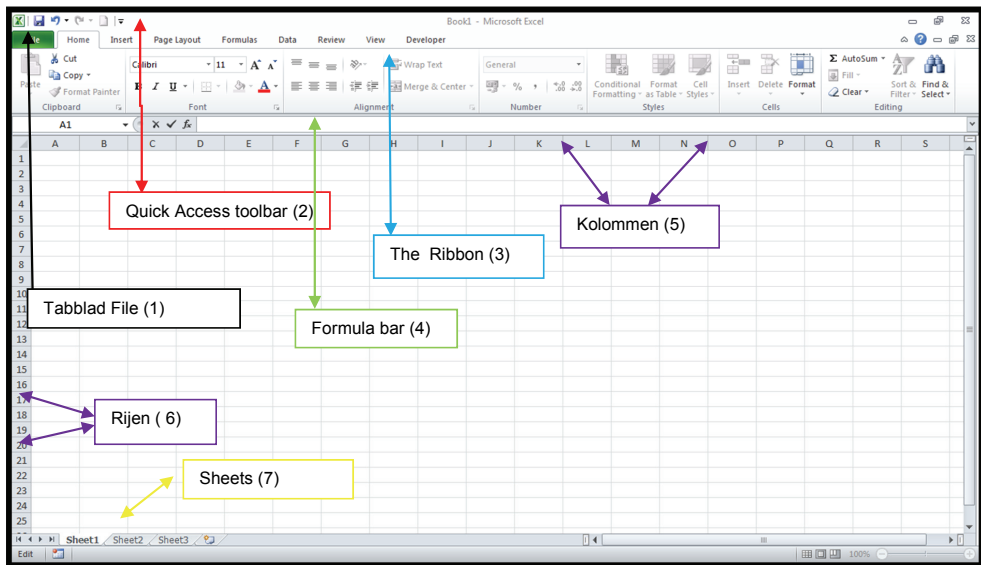 Book1 - Microsoft Excel
File Home Insert Page Layout Formulas Data Review View Developer
Cut Calibri 11 Wrap Text General Σ AutoSum
Copy Fill
Paste Format Painter B I U Merge & Center Conditional Formatting Format as Table Cell Styles Insert Delete Format Clear Sort & Filter Find & Select
Clipboard Font Alignment Number Styles Cells Editing
A1 fx
A B C D E F G H I J K L M N O P Q R S
1
2
3
4
Quick Access toolbar (2)
5
Kolommen (5)
6
7
The Ribbon (3)
8
9
10
11
Tabblad File (1)
12
Formula bar (4)
13
14
15
16
17
18
Rijen ( 6)
19
20
21
22
Sheets (7)
23
24
25
Sheet1 Sheet2 Sheet3
Edit 100%